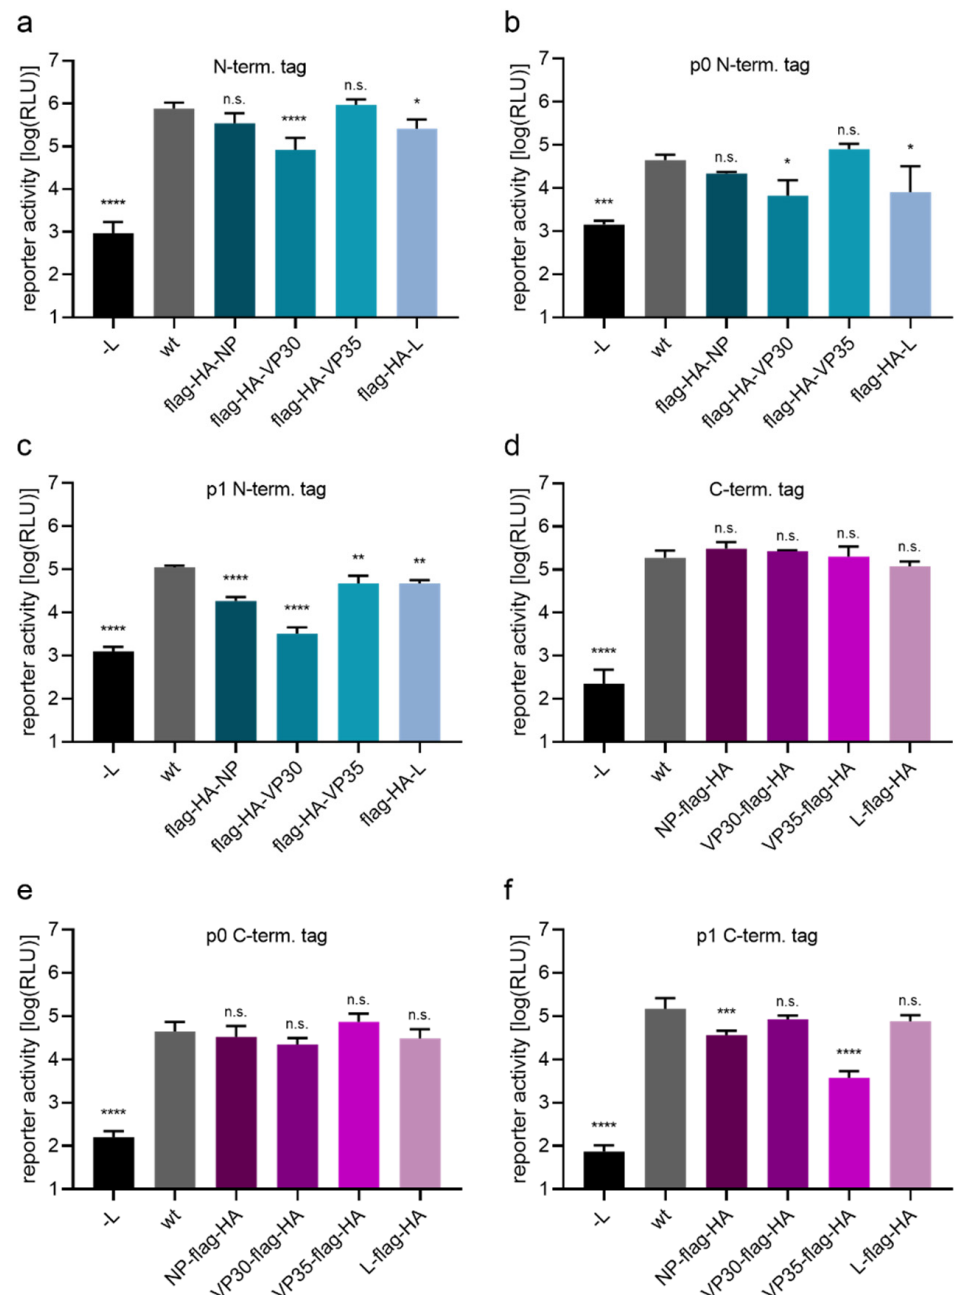 a
N-term. tag
reporter activity [log(RLU)]
7
6
5
4
3
2
1
****
n.s.
****
n.s.
*
-L
wt
flag-HA-NP
flag-HA-VP30
flag-HA-VP35
flag-HA-L
b
p0 N-term. tag
reporter activity [log(RLU)]
7
6
5
4
3
2
1
***
n.s.
*
n.s.
*
-L
wt
flag-HA-NP
flag-HA-VP30
flag-HA-VP35
flag-HA-L
c
p1 N-term. tag
reporter activity [log(RLU)]
7
6
5
4
3
2
1
****
****
****
**
**
-L
wt
flag-HA-NP
flag-HA-VP30
flag-HA-VP35
flag-HA-L
d
C-term. tag
reporter activity [log(RLU)]
7
6
5
4
3
2
1
****
n.s.
n.s.
n.s.
n.s.
-L
wt
NP-flag-HA
VP30-flag-HA
VP35-flag-HA
L-flag-HA
e
p0 C-term. tag
reporter activity [log(RLU)]
7
6
5
4
3
2
1
****
n.s.
n.s.
n.s.
n.s.
-L
wt
NP-flag-HA
VP30-flag-HA
VP35-flag-HA
L-flag-HA
f
p1 C-term. tag
reporter activity [log(RLU)]
7
6
5
4
3
2
1
****
***
n.s.
****
n.s.
-L
wt
NP-flag-HA
VP30-flag-HA
VP35-flag-HA
L-flag-HA